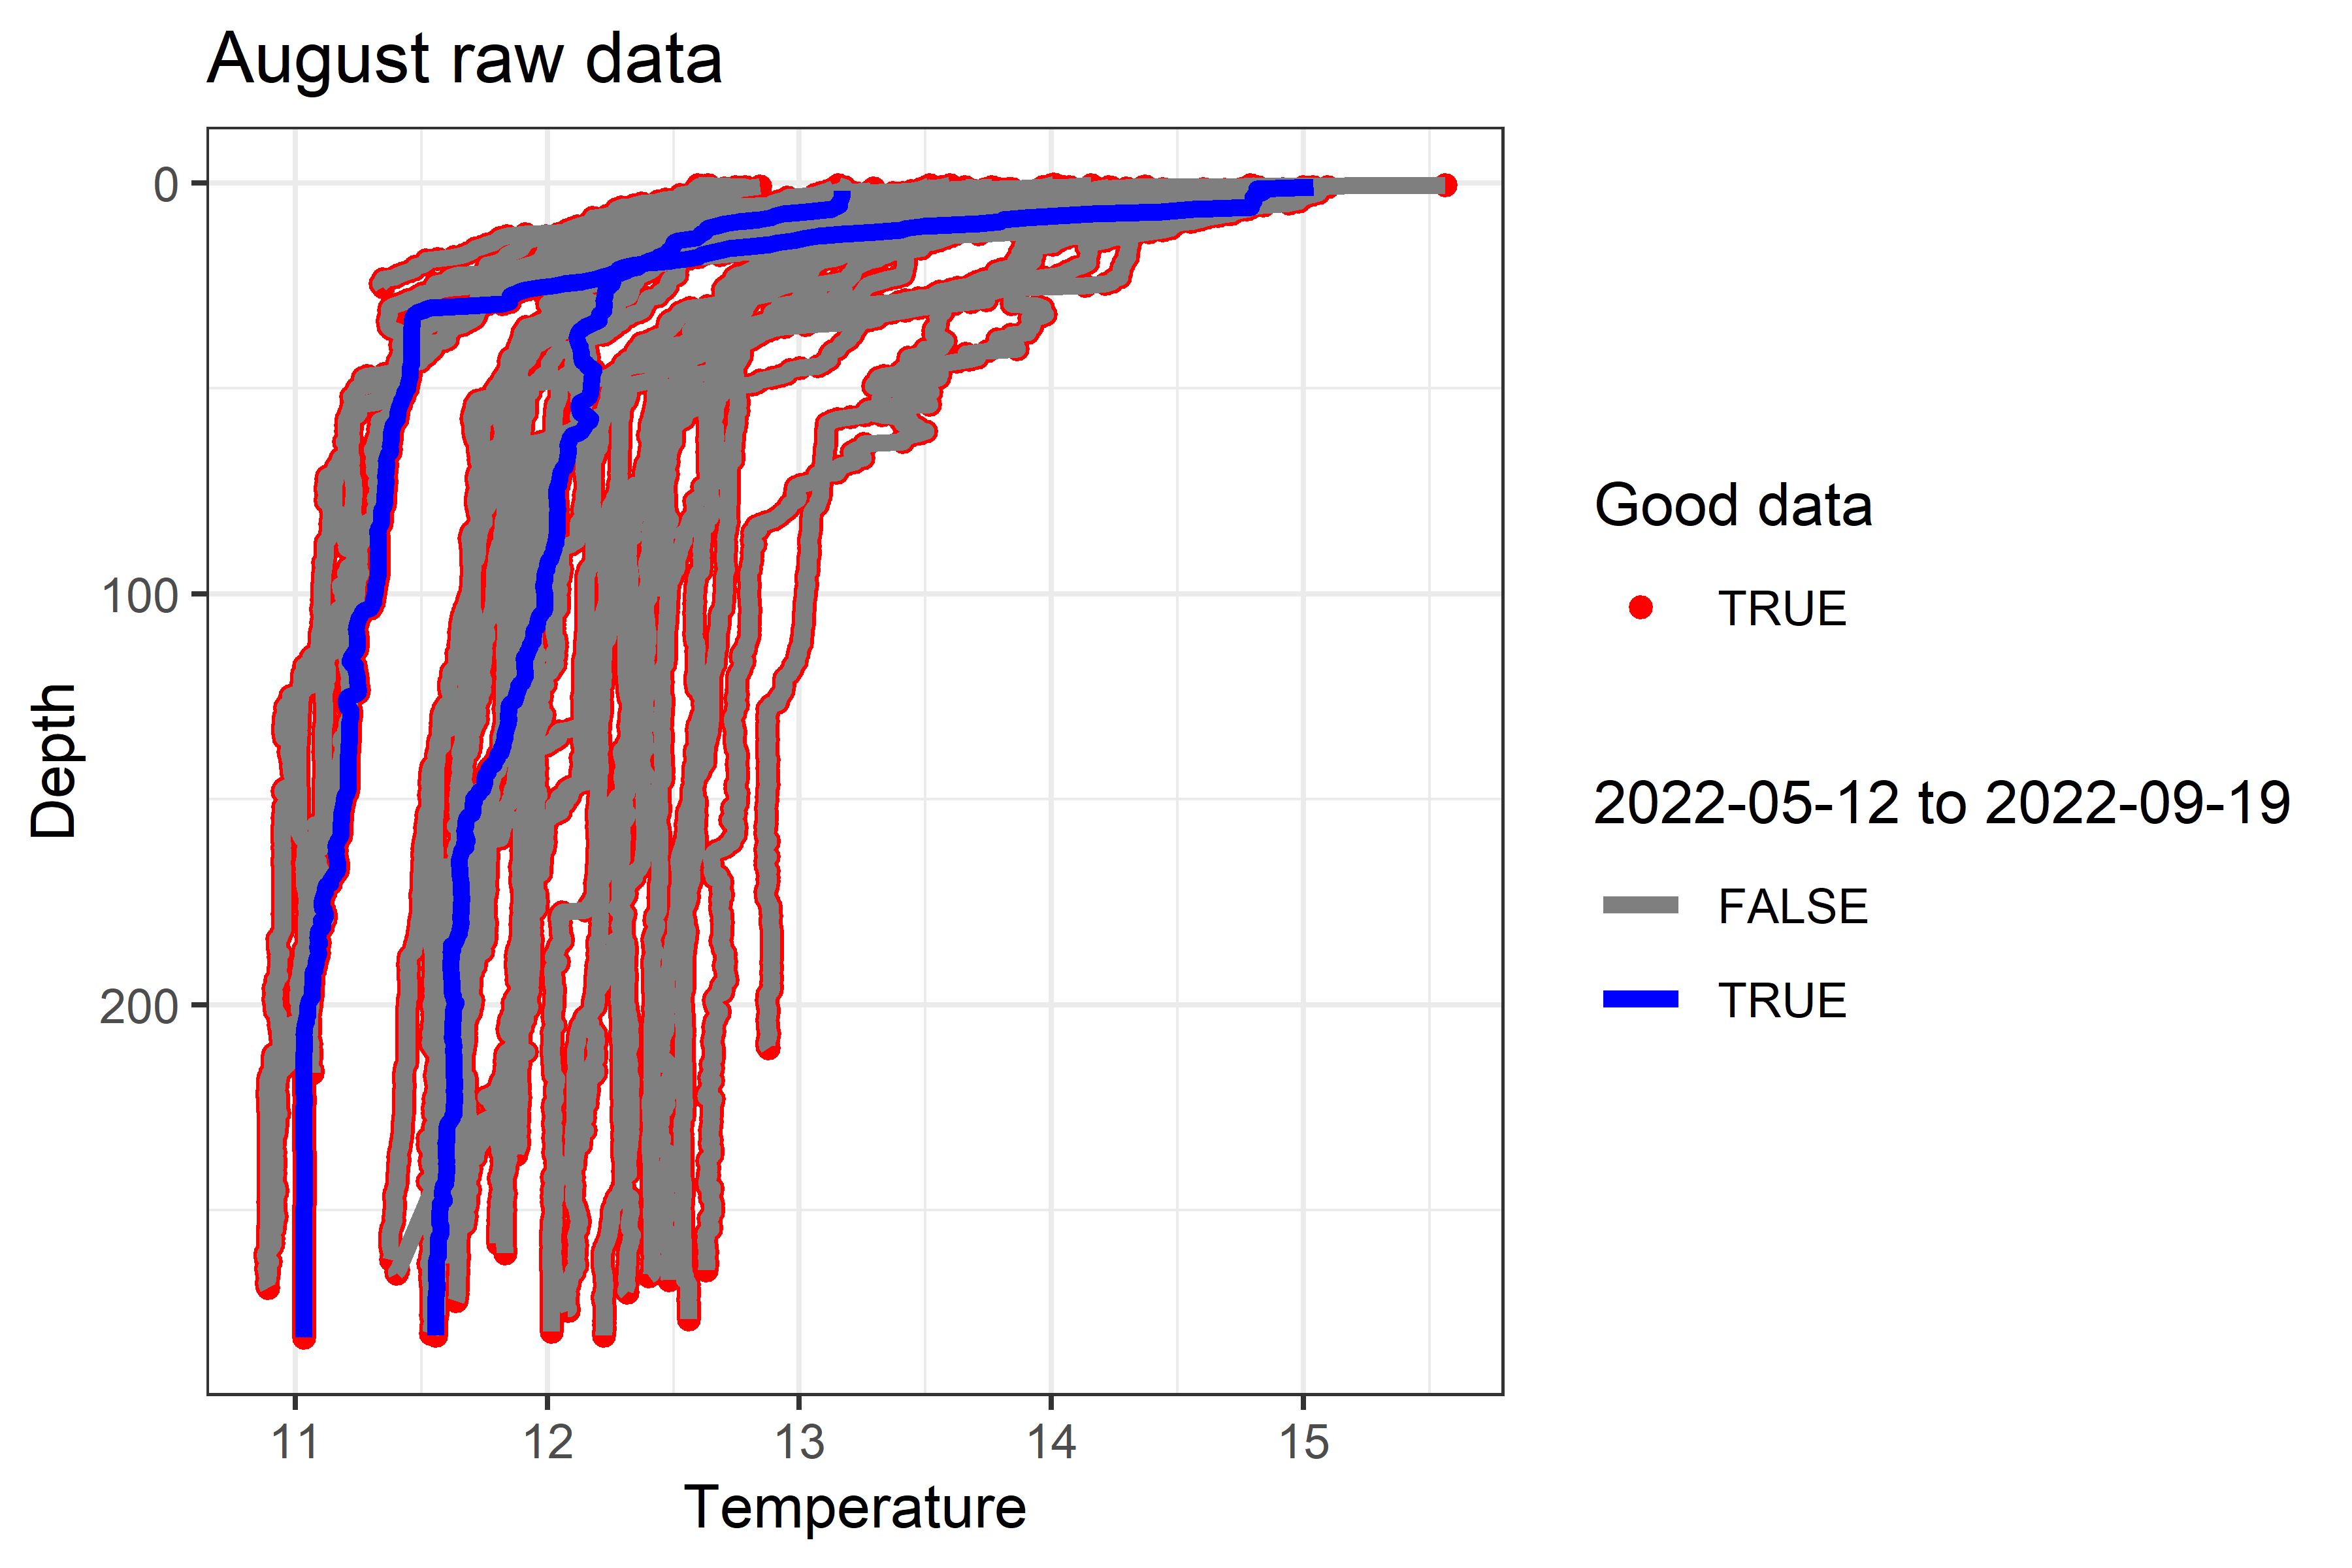 August raw data
0
100
200
Depth
11 12 13 14 15
Temperature
Good data
TRUE
2022-05-12 to 2022-09-19
FALSE
TRUE